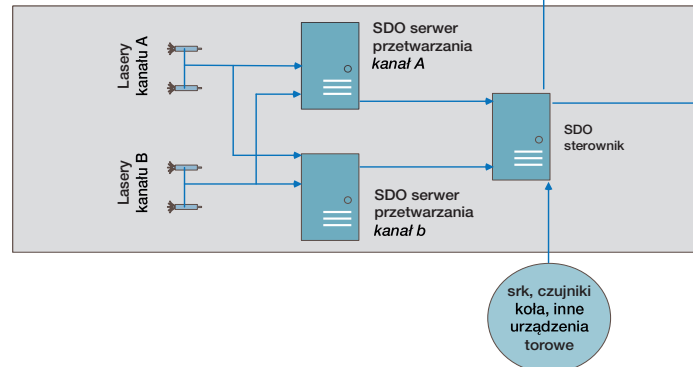 Lasery
kanału A
SDO serwer
przetwarzania
kanał A
Lasery
kanału B
SDO serwer
przetwarzania
kanał b
SDO
sterownik
srk, czujniki
koła, inne
urządzenia
torowe